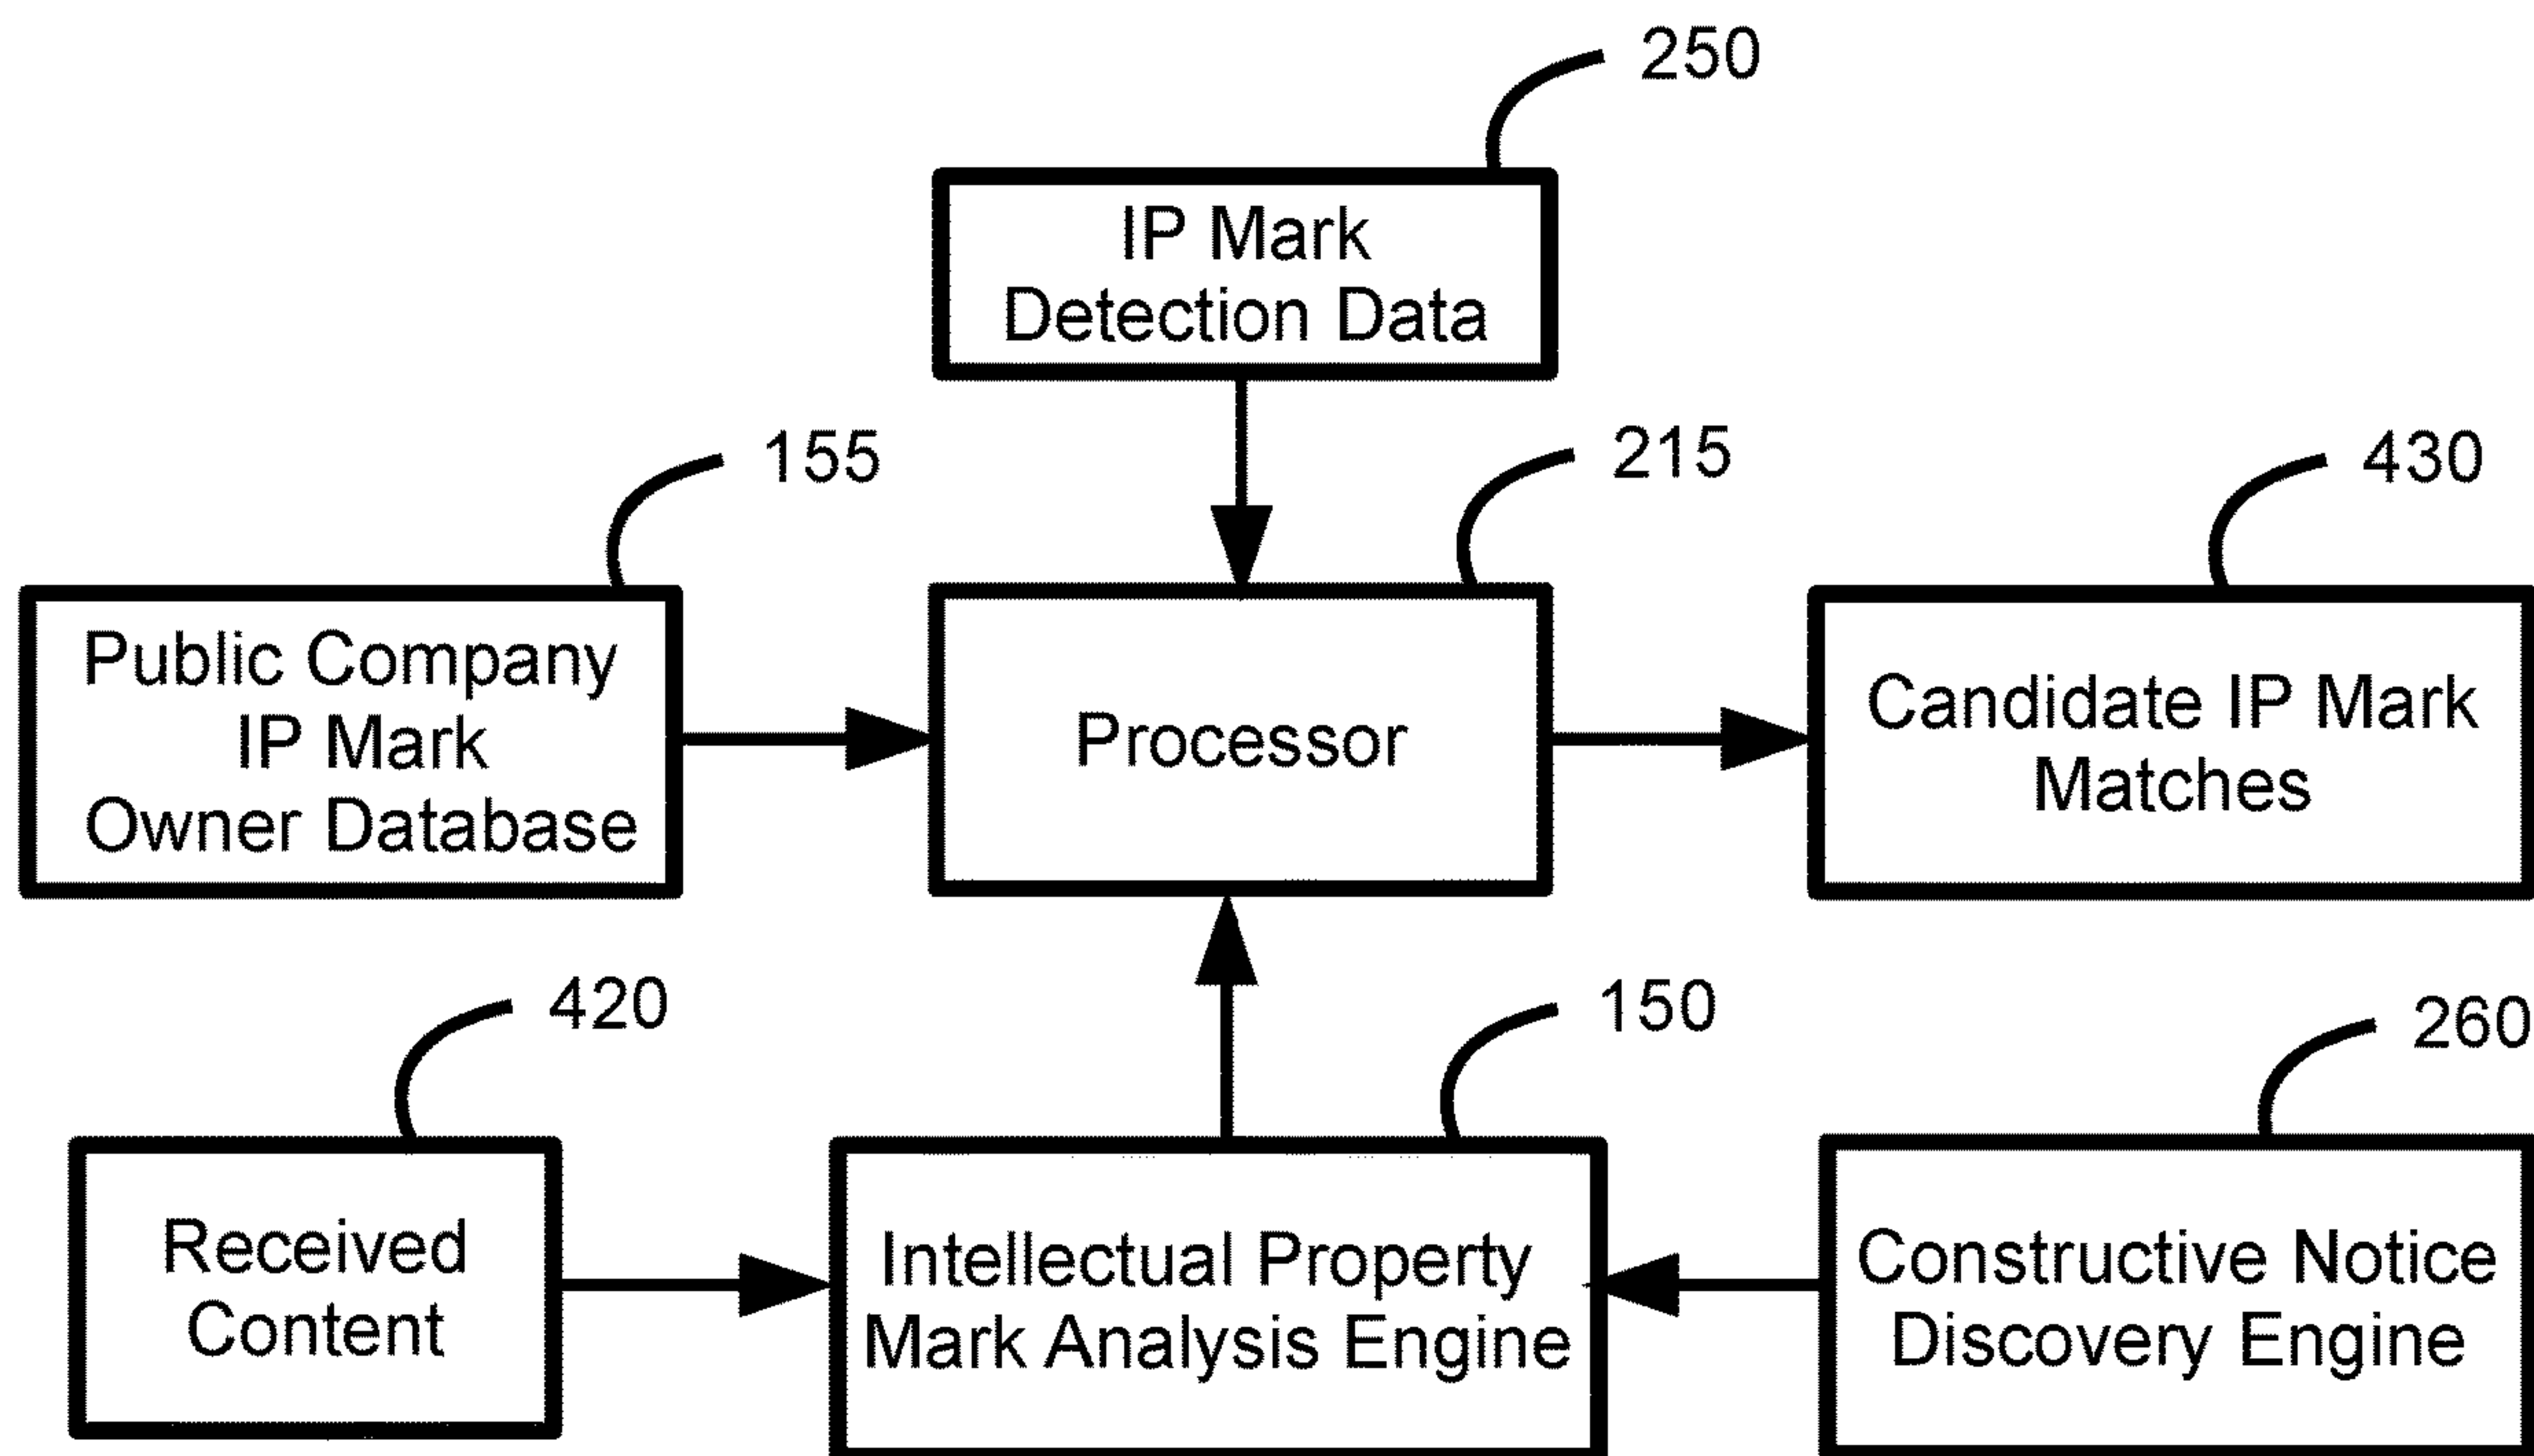 250
IP Mark
Detection Data
155
215
430
Public Company
IP Mark
Owner Database
Processor
Candidate IP Mark
Matches
420
150
260
Received
Content
Intellectual Property
Mark Analysis Engine
Constructive Notice
Discovery Engine